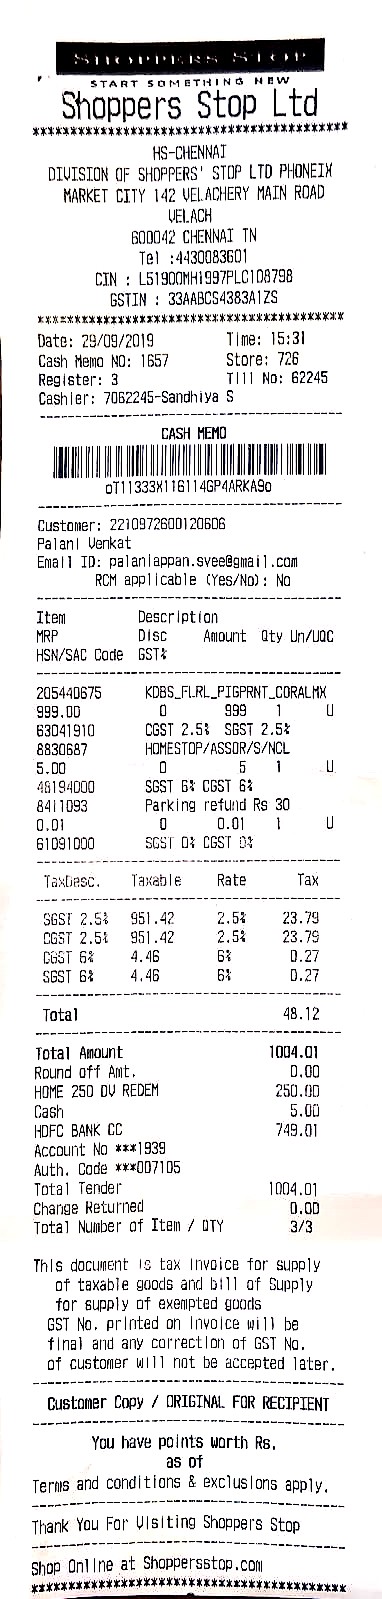 SHOPPERS STOP
START SOMETHING NEW
Shoppers Stop Ltd
****************************************
HS-CHENNAI
DIVISION OF SHOPPERS' STOP LTD PHONEIX
MARKET CITY 142 VELACHERY MAIN ROAD
VELACH
600042 CHENNAI TN
Tel :4430083601
CIN : L51900MH1997PLC108798
GSTIN : 33AABCS4383A1ZS
****************************************
Date: 29/09/2019 Time: 15:31
Cash Memo NO: 1657 Store: 726
Register: 3 Till No: 62245
Cashier: 7062245-Sandhiya S
----------------------------------------
CASH MEMO
oT11333X116114GP4ARKA9o
----------------------------------------
Customer: 2210972600120606
Palani Venkat
Email ID: palaniappan.svee@gmail.com
RCM applicable (Yes/No): No
----------------------------------------
Item Description
MRP Disc Amount Qty Un/UQC
HSN/SAC Code GST%
----------------------------------------
205440675 KDBS_FLRL_PIGPRNT_CORALMX
999.00 0 999 1 U
63041910 CGST 2.5% SGST 2.5%
8830687 HOMESTOP/ASSOR/S/NCL
5.00 0 5 1 U
48194000 SGST 6% CGST 6%
8411093 Parking refund Rs 30
0.01 0 0.01 1 U
61091000 SGST 0% CGST 0%
----------------------------------------
TaxDesc. Taxable Rate Tax
----------------------------------------
SGST 2.5% 951.42 2.5% 23.79
CGST 2.5% 951.42 2.5% 23.79
CGST 6% 4.46 6% 0.27
SGST 6% 4.46 6% 0.27
----------------------------------------
Total 48.12
----------------------------------------
Total Amount 1004.01
Round off Amt. 0.00
HOME 250 DV REDEM 250.00
Cash 5.00
HDFC BANK CC 749.01
Account No ***1939
Auth. Code ***007105
Total Tender 1004.01
Change Returned 0.00
Total Number of Item / QTY 3/3
This document is tax invoice for supply
of taxable goods and bill of Supply
for supply of exempted goods
GST No. printed on invoice will be
final and any correction of GST No.
of customer will not be accepted later.
----------------------------------------
Customer Copy / ORIGINAL FOR RECIPIENT
----------------------------------------
You have points worth Rs.
as of
Terms and conditions & exclusions apply.
----------------------------------------
Thank You For Visiting Shoppers Stop
----------------------------------------
Shop Online at Shoppersstop.com
****************************************